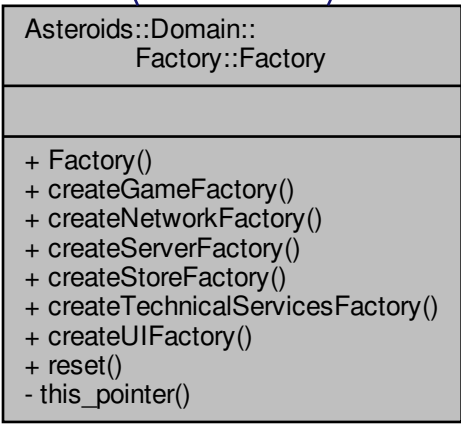 Asteroids::Domain::
Factory::Factory
+ Factory()
+ createGameFactory()
+ createNetworkFactory()
+ createServerFactory()
+ createStoreFactory()
+ createTechnicalServicesFactory()
+ createUIFactory()
+ reset()
- this_pointer()